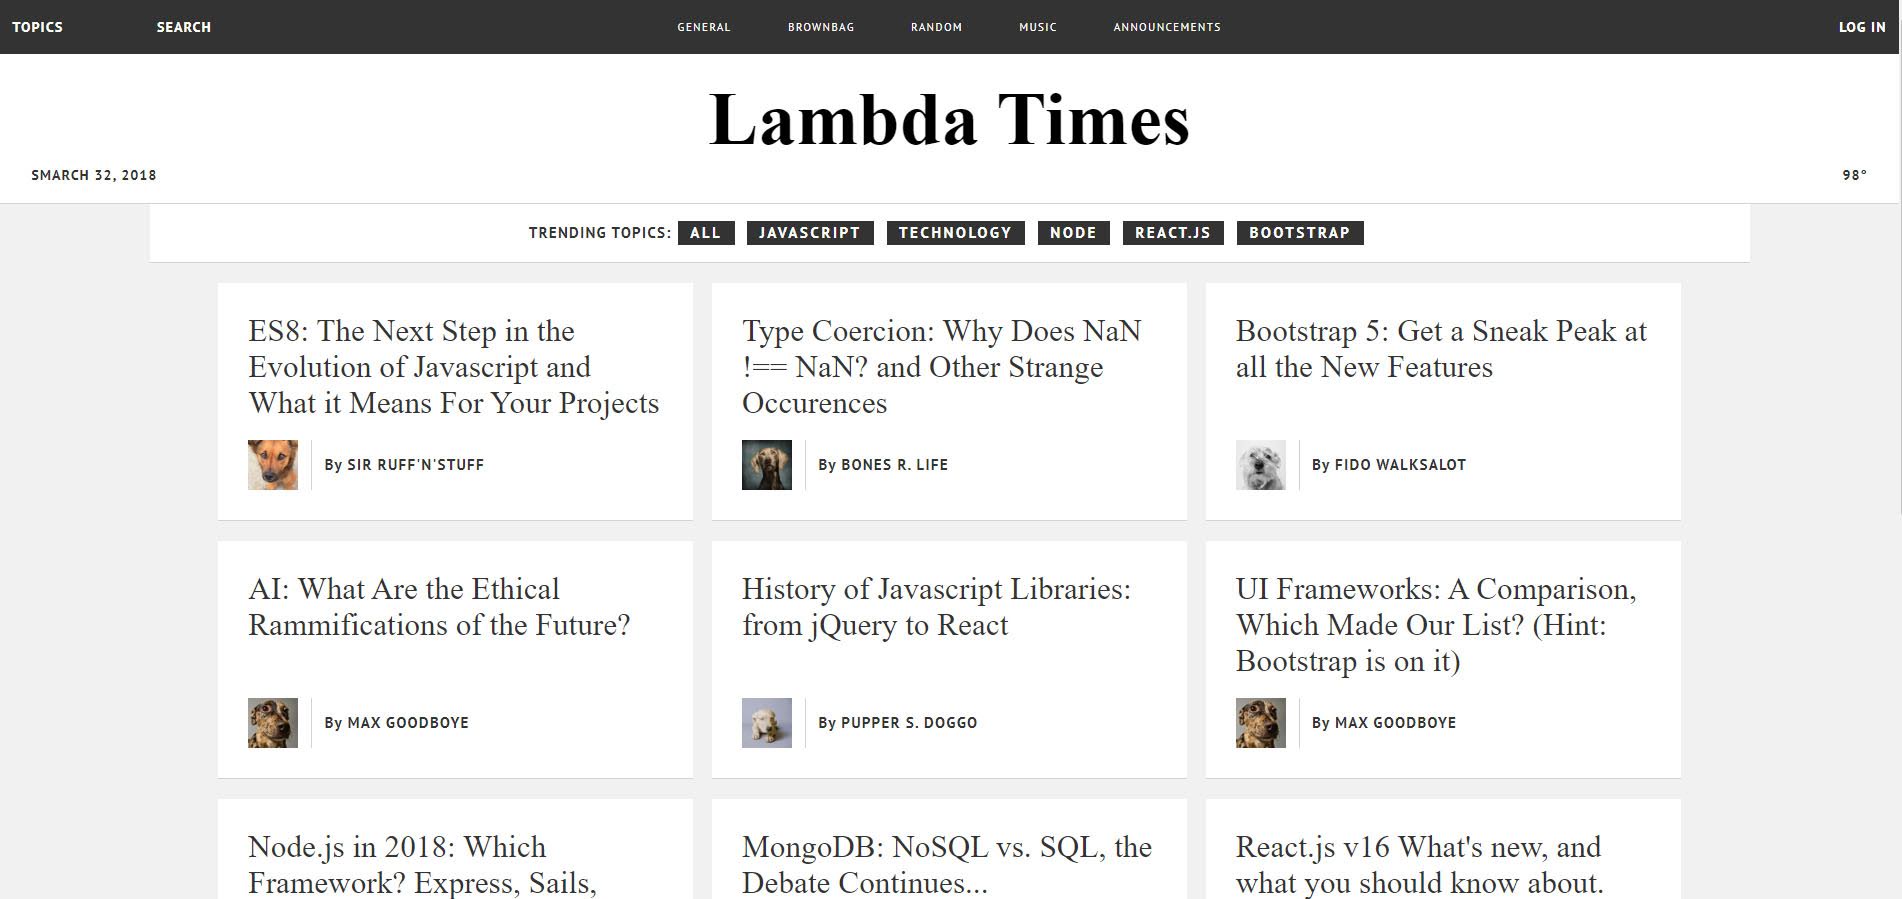 TOPICS SEARCH GENERAL BROWNBAG RANDOM MUSIC ANNOUNCEMENTS LOG IN
Lambda Times
SMARCH 32, 2018 98°
TRENDING TOPICS: ALL JAVASCRIPT TECHNOLOGY NODE REACT.JS BOOTSTRAP
ES8: The Next Step in the
Evolution of Javascript and
What it Means For Your Projects
By SIR RUFF'N'STUFF
Type Coercion: Why Does NaN
!== NaN? and Other Strange
Occurences
By BONES R. LIFE
Bootstrap 5: Get a Sneak Peak at
all the New Features
By FIDO WALKSALOT
AI: What Are the Ethical
Rammifications of the Future?
By MAX GOODBOYE
History of Javascript Libraries:
from jQuery to React
By PUPPER S. DOGGO
UI Frameworks: A Comparison,
Which Made Our List? (Hint:
Bootstrap is on it)
By MAX GOODBOYE
Node.js in 2018: Which
Framework? Express, Sails,
MongoDB: NoSQL vs. SQL, the
Debate Continues...
React.js v16 What's new, and
what you should know about.